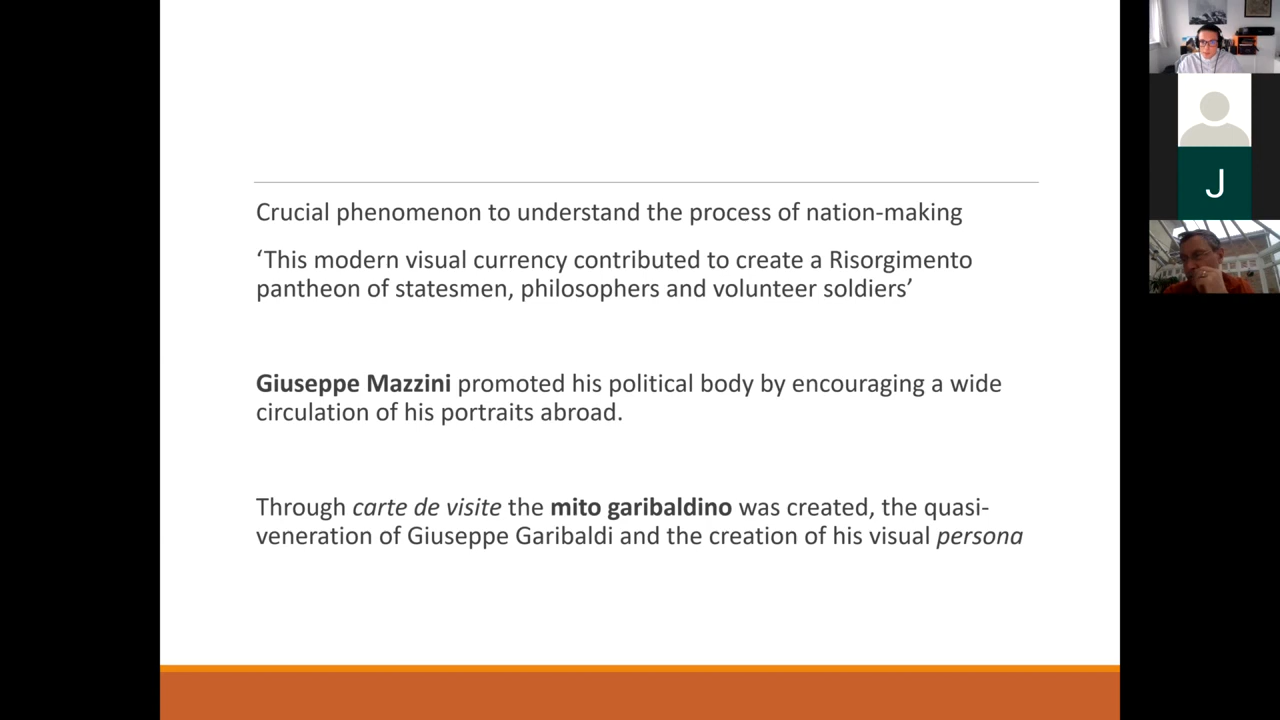 Crucial phenomenon to understand the process of nation-making
‘This modern visual currency contributed to create a Risorgimento
pantheon of statesmen, philosophers and volunteer soldiers’
Giuseppe Mazzini promoted his political body by encouraging a wide
circulation of his portraits abroad.
Through carte de visite the mito garibaldino was created, the quasi-
veneration of Giuseppe Garibaldi and the creation of his visual persona
J